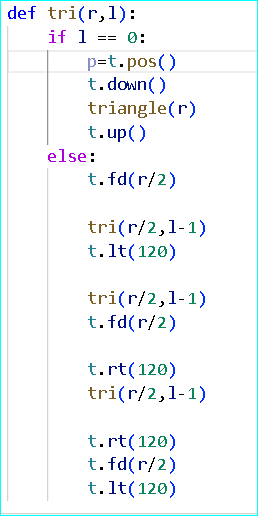 def tri(r,l):
    if l == 0:
        p=t.pos()
        t.down()
        triangle(r)
        t.up()
    else:
        t.fd(r/2)

        tri(r/2,l-1)
        t.lt(120)

        tri(r/2,l-1)
        t.fd(r/2)

        t.rt(120)
        tri(r/2,l-1)

        t.rt(120)
        t.fd(r/2)
        t.lt(120)